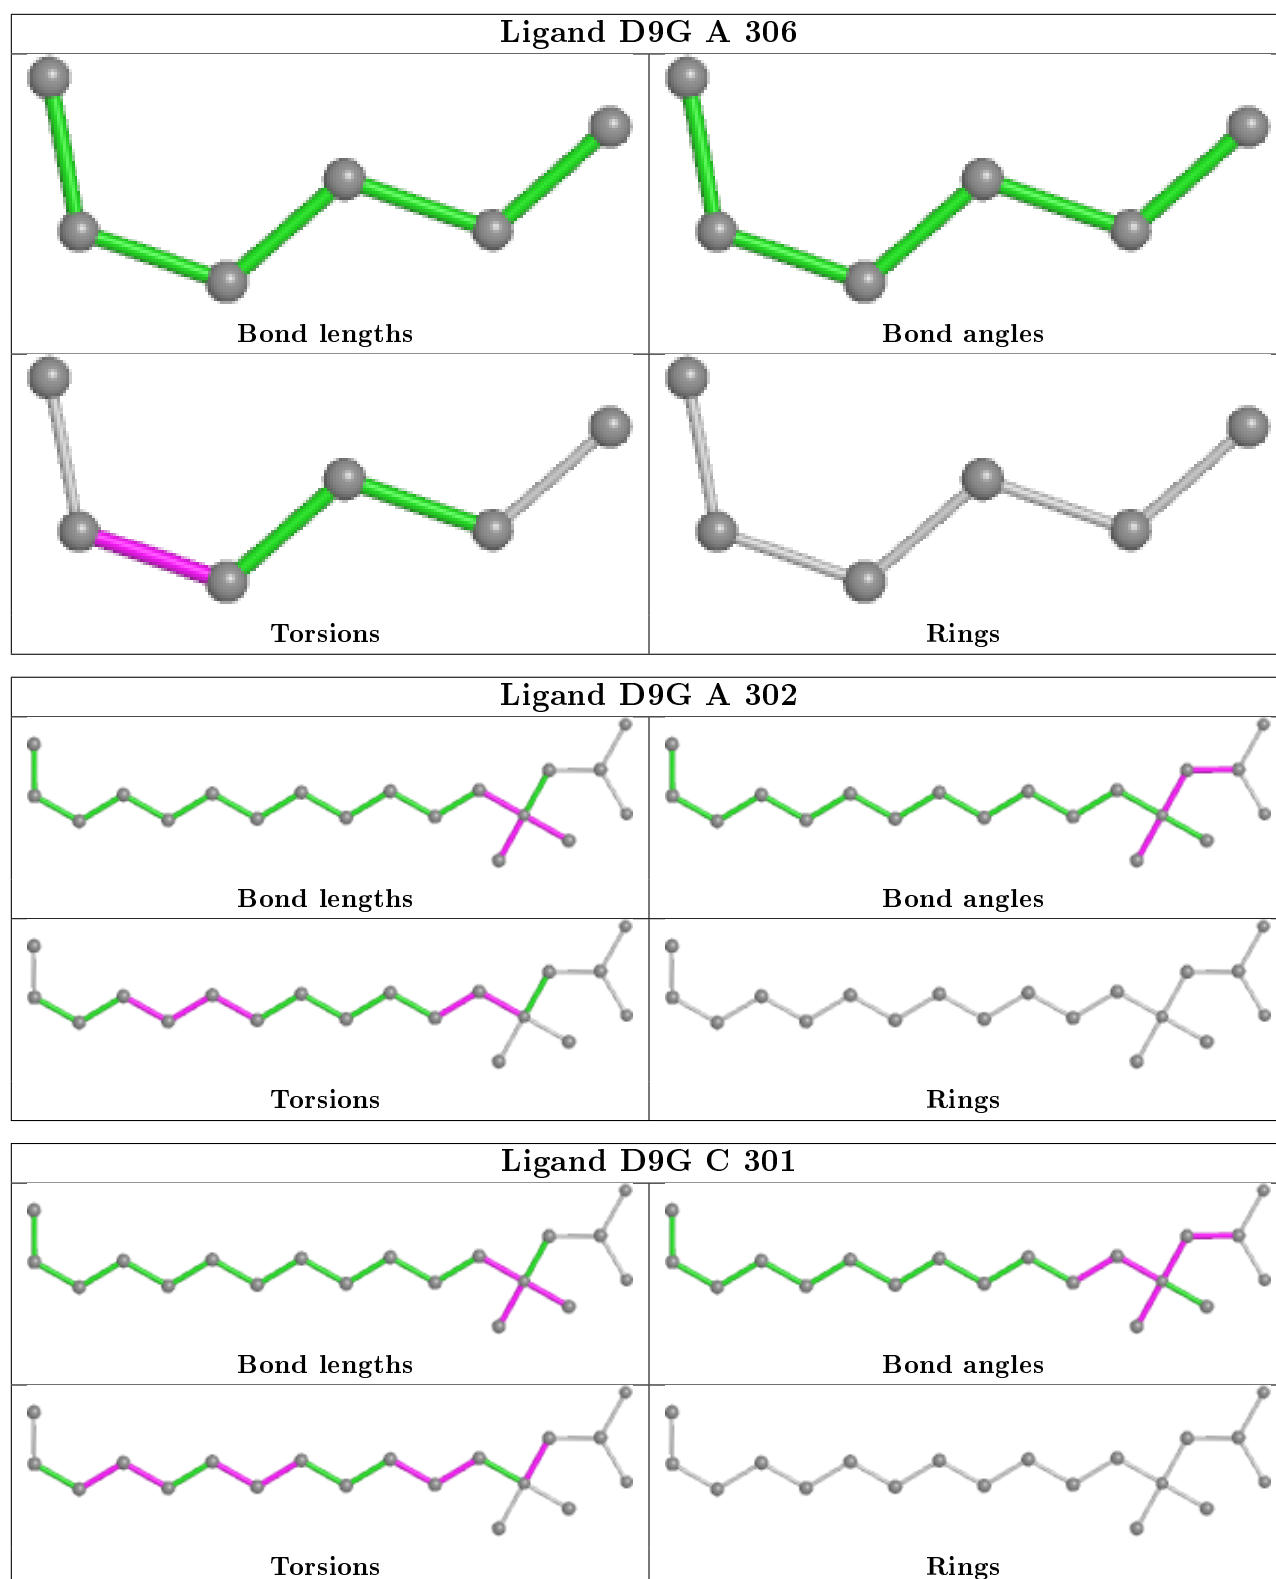 Ligand D9G A 306
Bond lengths
Bond angles
Torsions
Rings
Ligand D9G A 302
Bond lengths
Bond angles
Torsions
Rings
Ligand D9G C 301
Bond lengths
Bond angles
Torsions
Rings